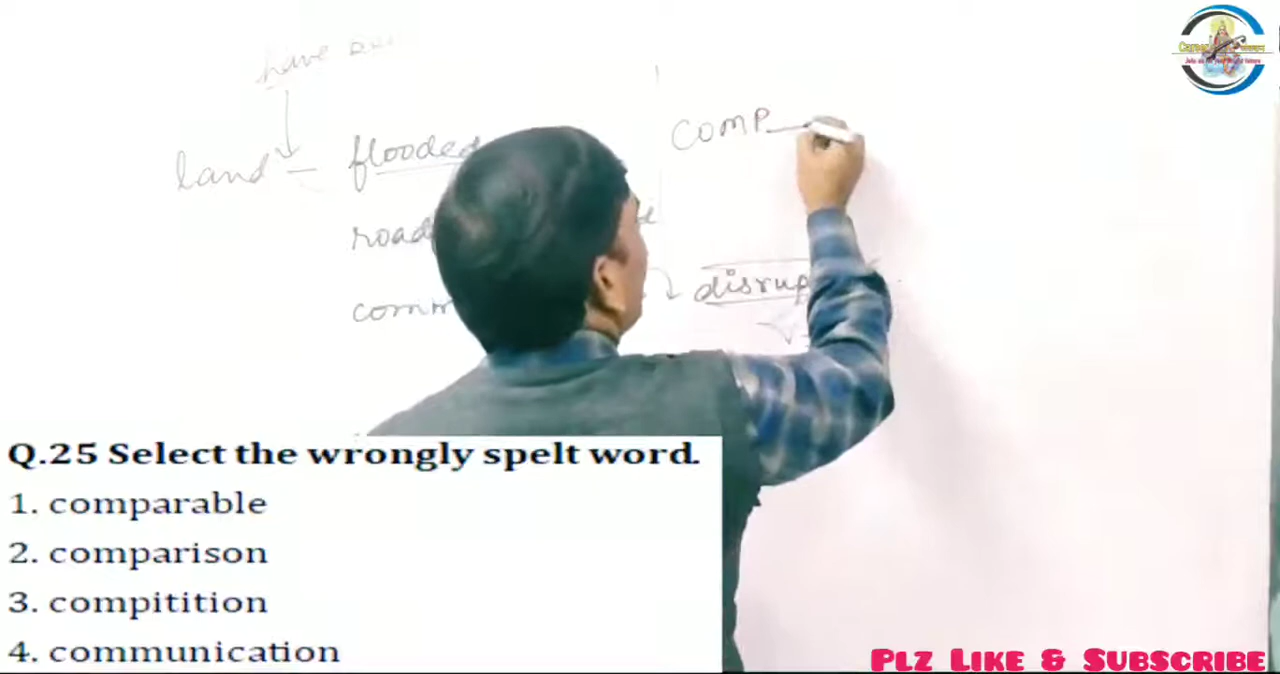 have
land – flooded
road
comm
COMP
disrup
Q.25 Select the wrongly spelt word.
1. comparable
2. comparison
3. compitition
4. communication
PLZ LIKE & SUBSCRIBE